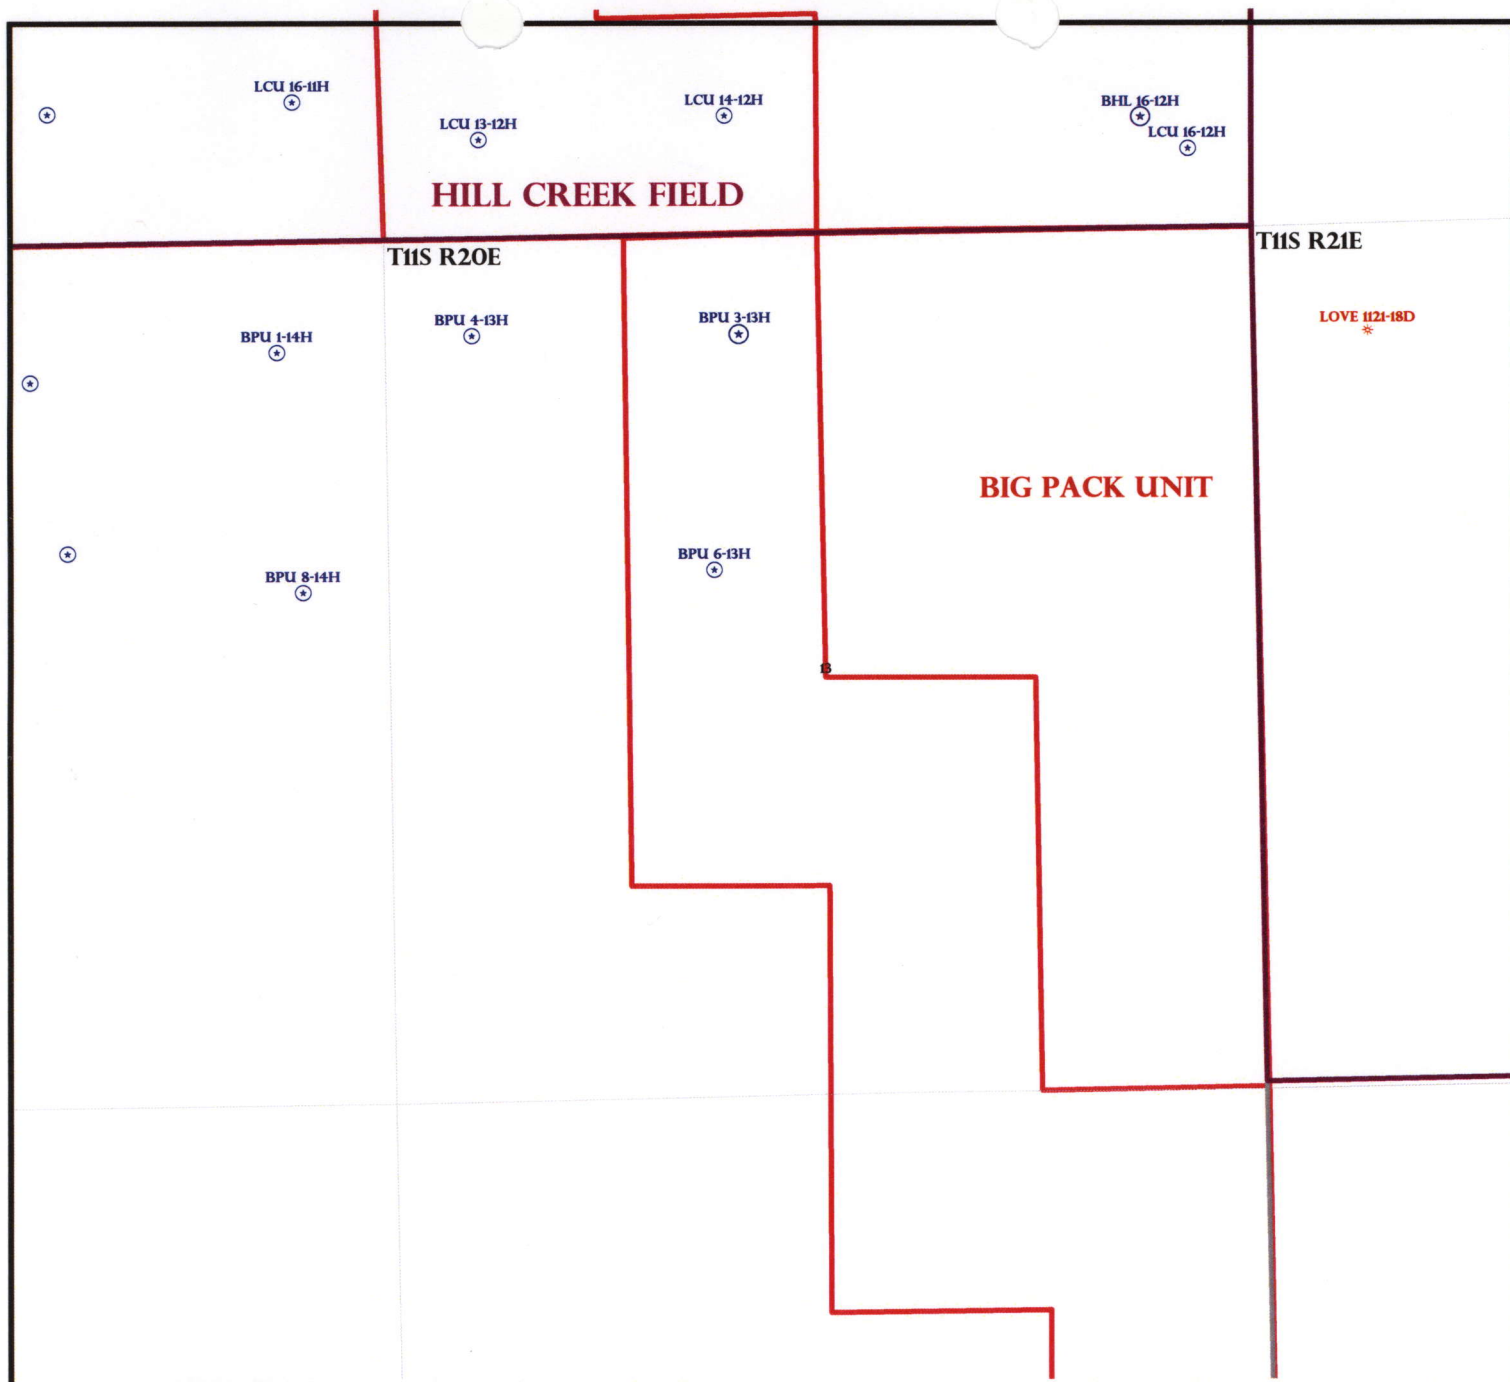 LCU 16-11H
LCU 14-12H
BHL 16-12H
LCU 13-12H
LCU 16-12H
HILL CREEK FIELD
T11S R20E
T11S R21E
BPU 1-14H
BPU 4-13H
BPU 3-13H
LOVE 1121-18D
BIG PACK UNIT
BPU 6-13H
BPU 8-14H
13